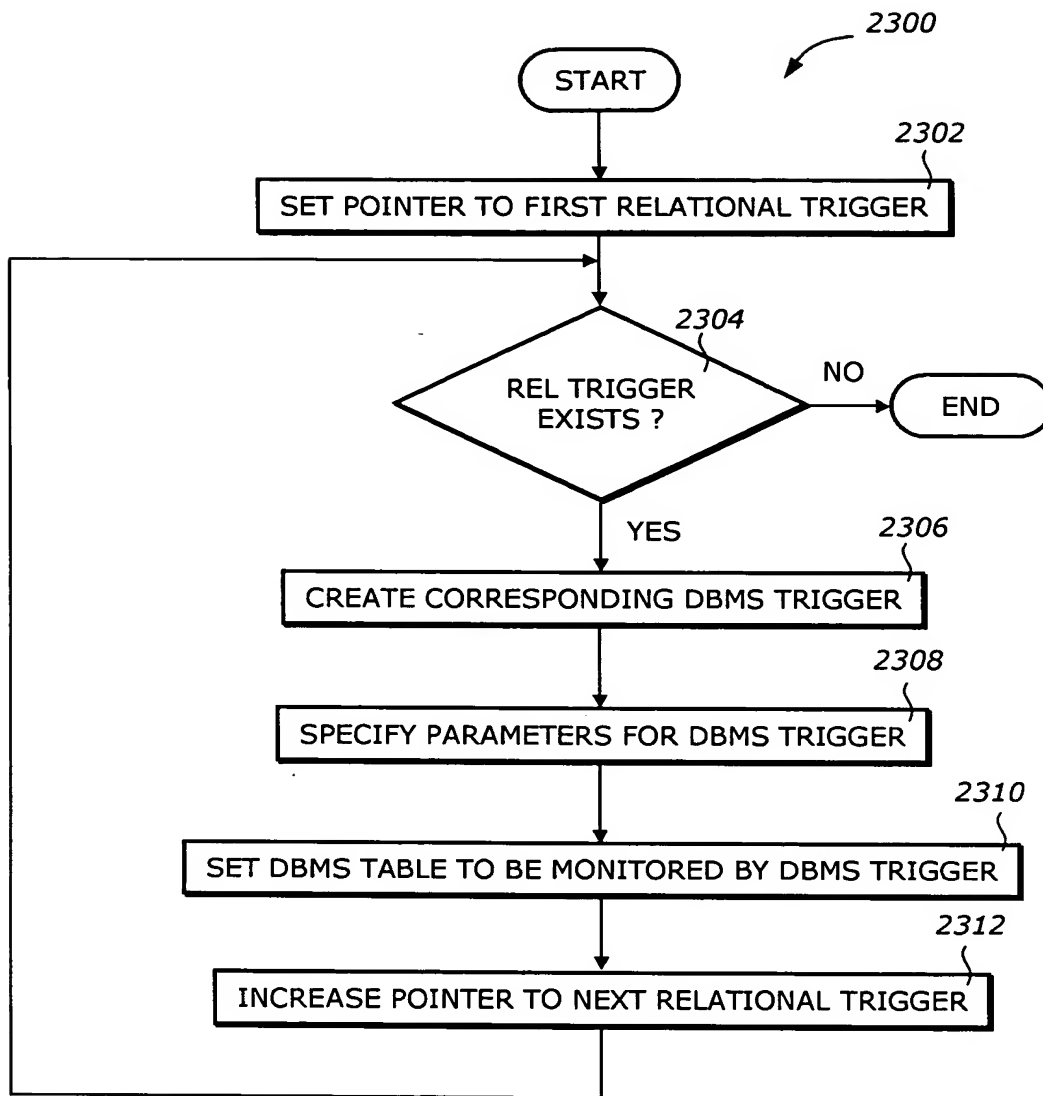 2300
START
2302
SET POINTER TO FIRST RELATIONAL TRIGGER
2304
REL TRIGGER
EXISTS ?
NO
END
YES
2306
CREATE CORRESPONDING DBMS TRIGGER
2308
SPECIFY PARAMETERS FOR DBMS TRIGGER
2310
SET DBMS TABLE TO BE MONITORED BY DBMS TRIGGER
2312
INCREASE POINTER TO NEXT RELATIONAL TRIGGER